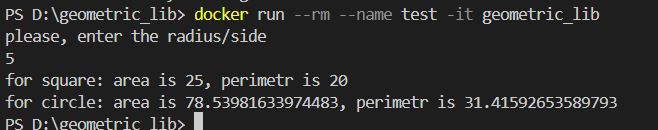 PS D:\geometric_lib> docker run --rm --name test -it geometric_lib
please, enter the radius/side
5
for square: area is 25, perimetr is 20
for circle: area is 78.53981633974483, perimetr is 31.41592653589793
PS D:\geometric_lib>